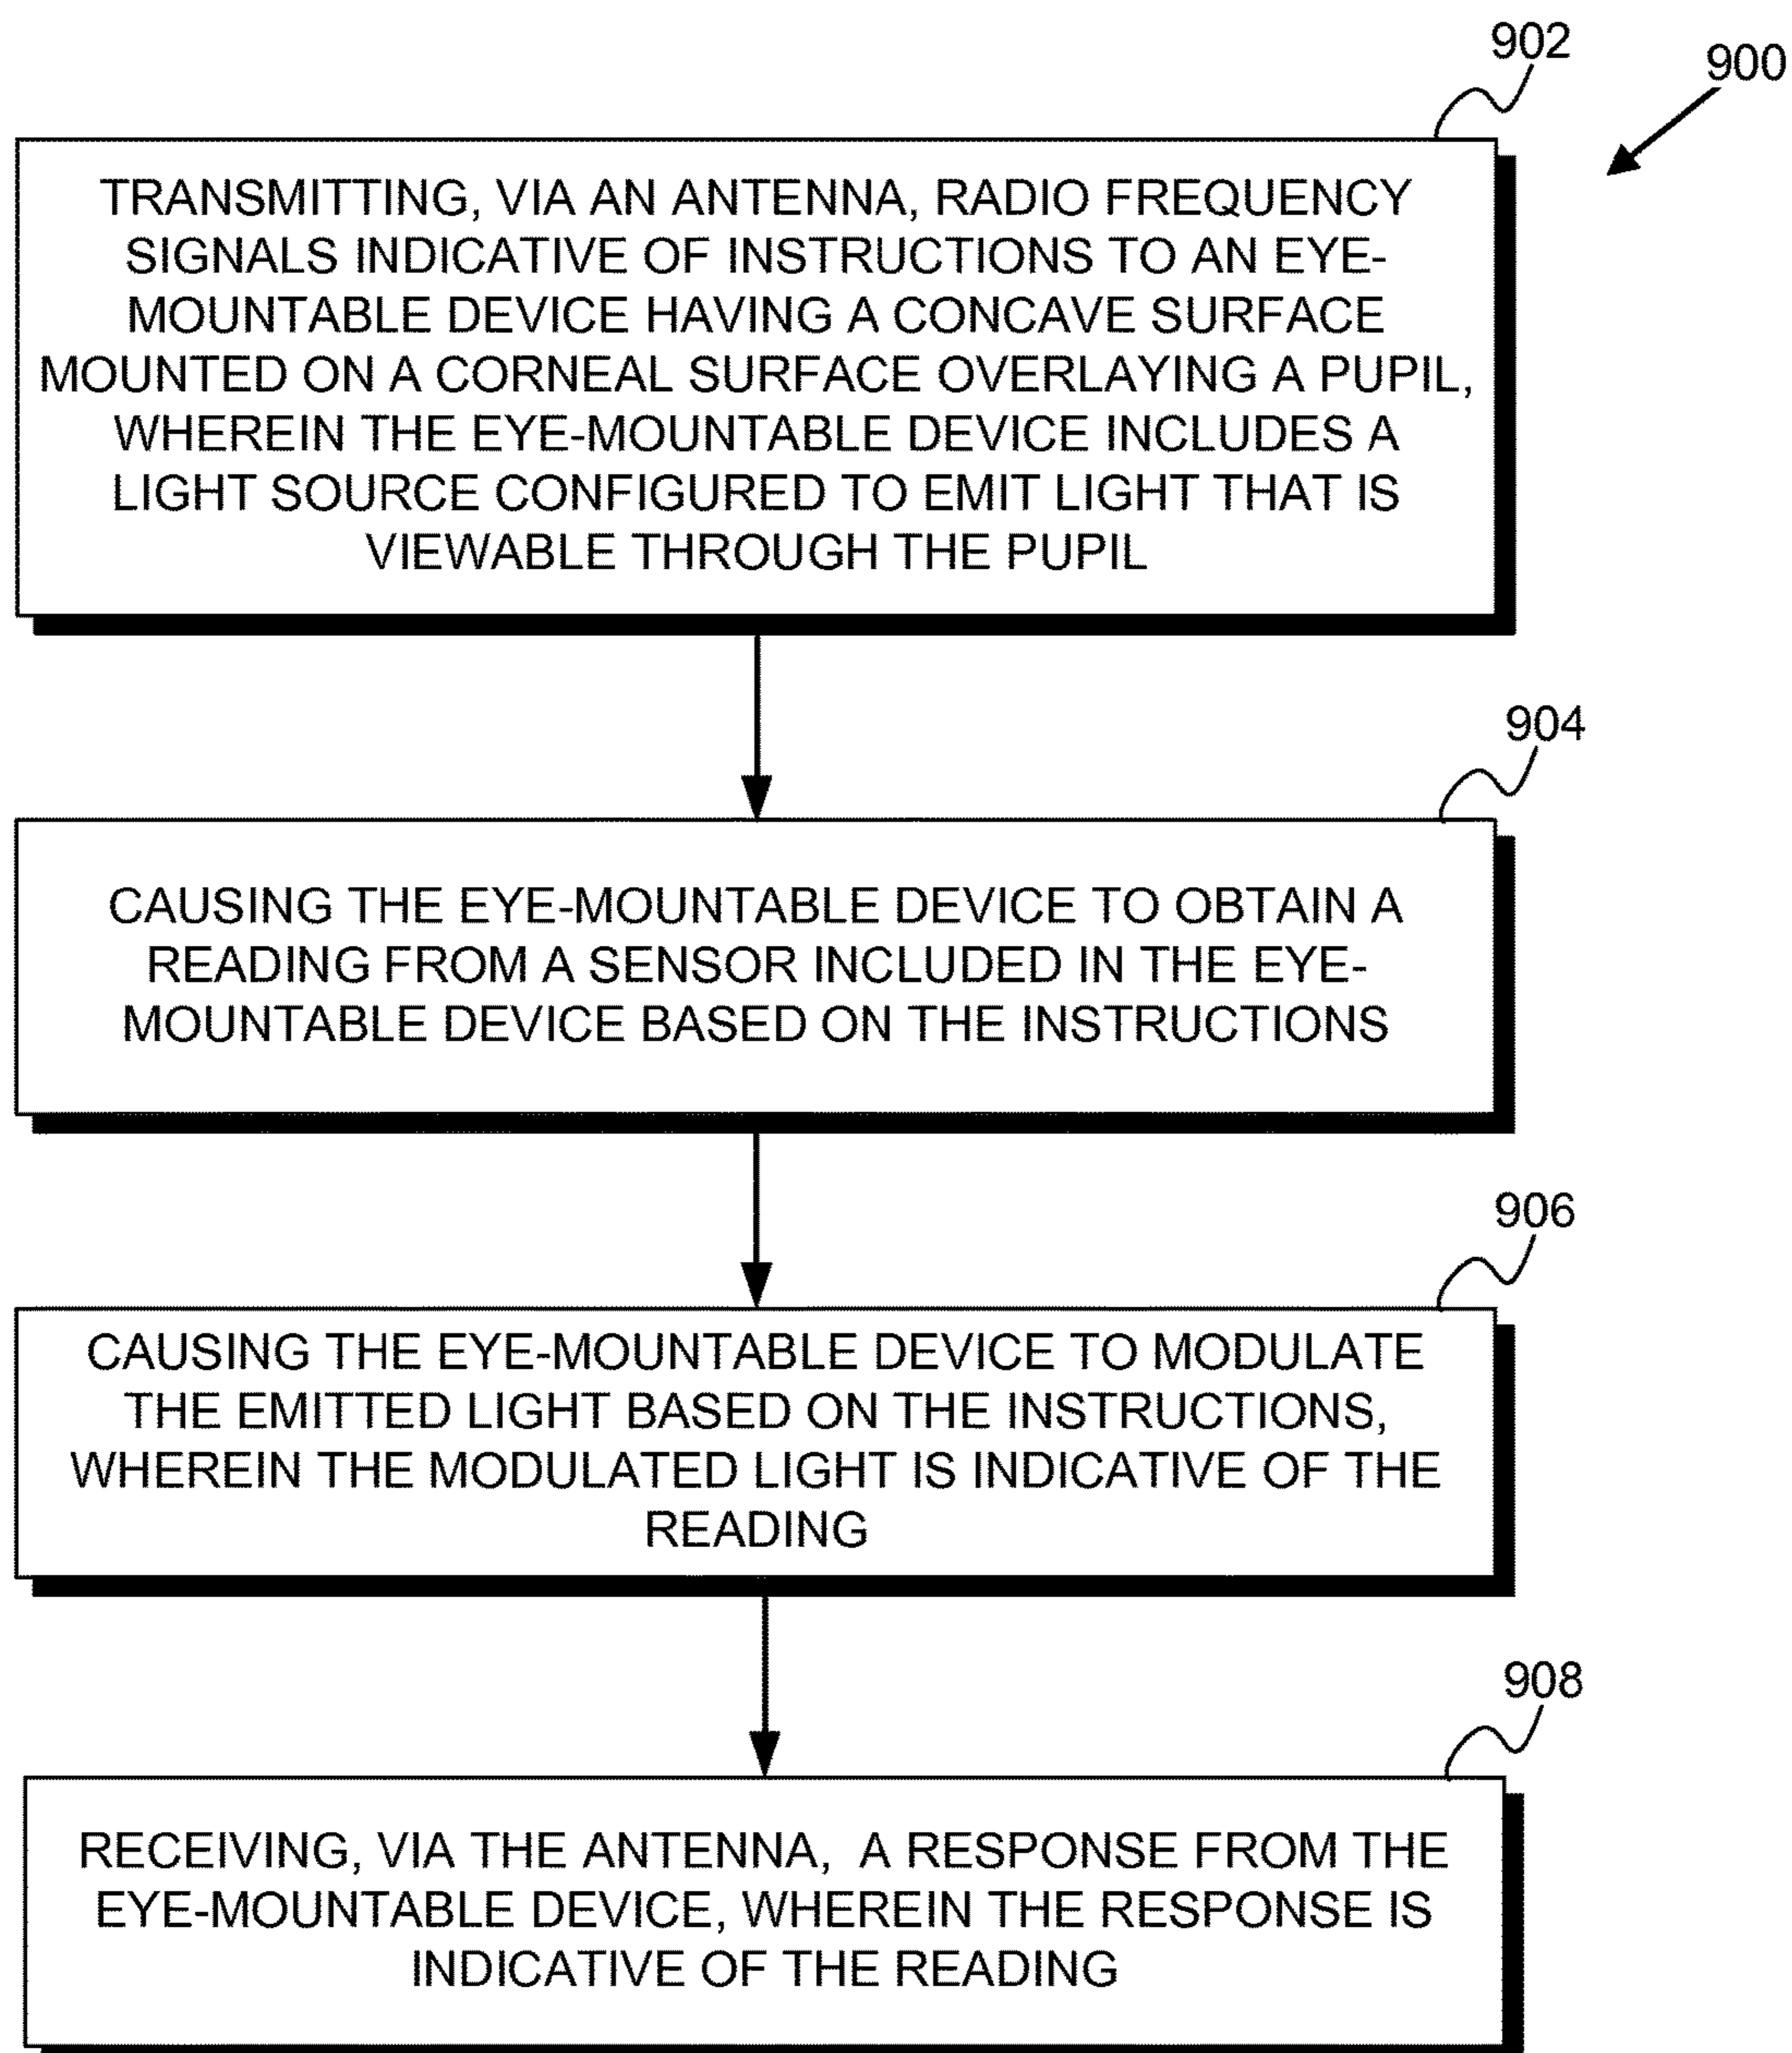 902
900
TRANSMITTING, VIA AN ANTENNA, RADIO FREQUENCY
SIGNALS INDICATIVE OF INSTRUCTIONS TO AN EYE-
MOUNTABLE DEVICE HAVING A CONCAVE SURFACE
MOUNTED ON A CORNEAL SURFACE OVERLAYING A PUPIL,
WHEREIN THE EYE-MOUNTABLE DEVICE INCLUDES A
LIGHT SOURCE CONFIGURED TO EMIT LIGHT THAT IS
VIEWABLE THROUGH THE PUPIL
904
CAUSING THE EYE-MOUNTABLE DEVICE TO OBTAIN A
READING FROM A SENSOR INCLUDED IN THE EYE-
MOUNTABLE DEVICE BASED ON THE INSTRUCTIONS
906
CAUSING THE EYE-MOUNTABLE DEVICE TO MODULATE
THE EMITTED LIGHT BASED ON THE INSTRUCTIONS,
WHEREIN THE MODULATED LIGHT IS INDICATIVE OF THE
READING
908
RECEIVING, VIA THE ANTENNA, A RESPONSE FROM THE
EYE-MOUNTABLE DEVICE, WHEREIN THE RESPONSE IS
INDICATIVE OF THE READING